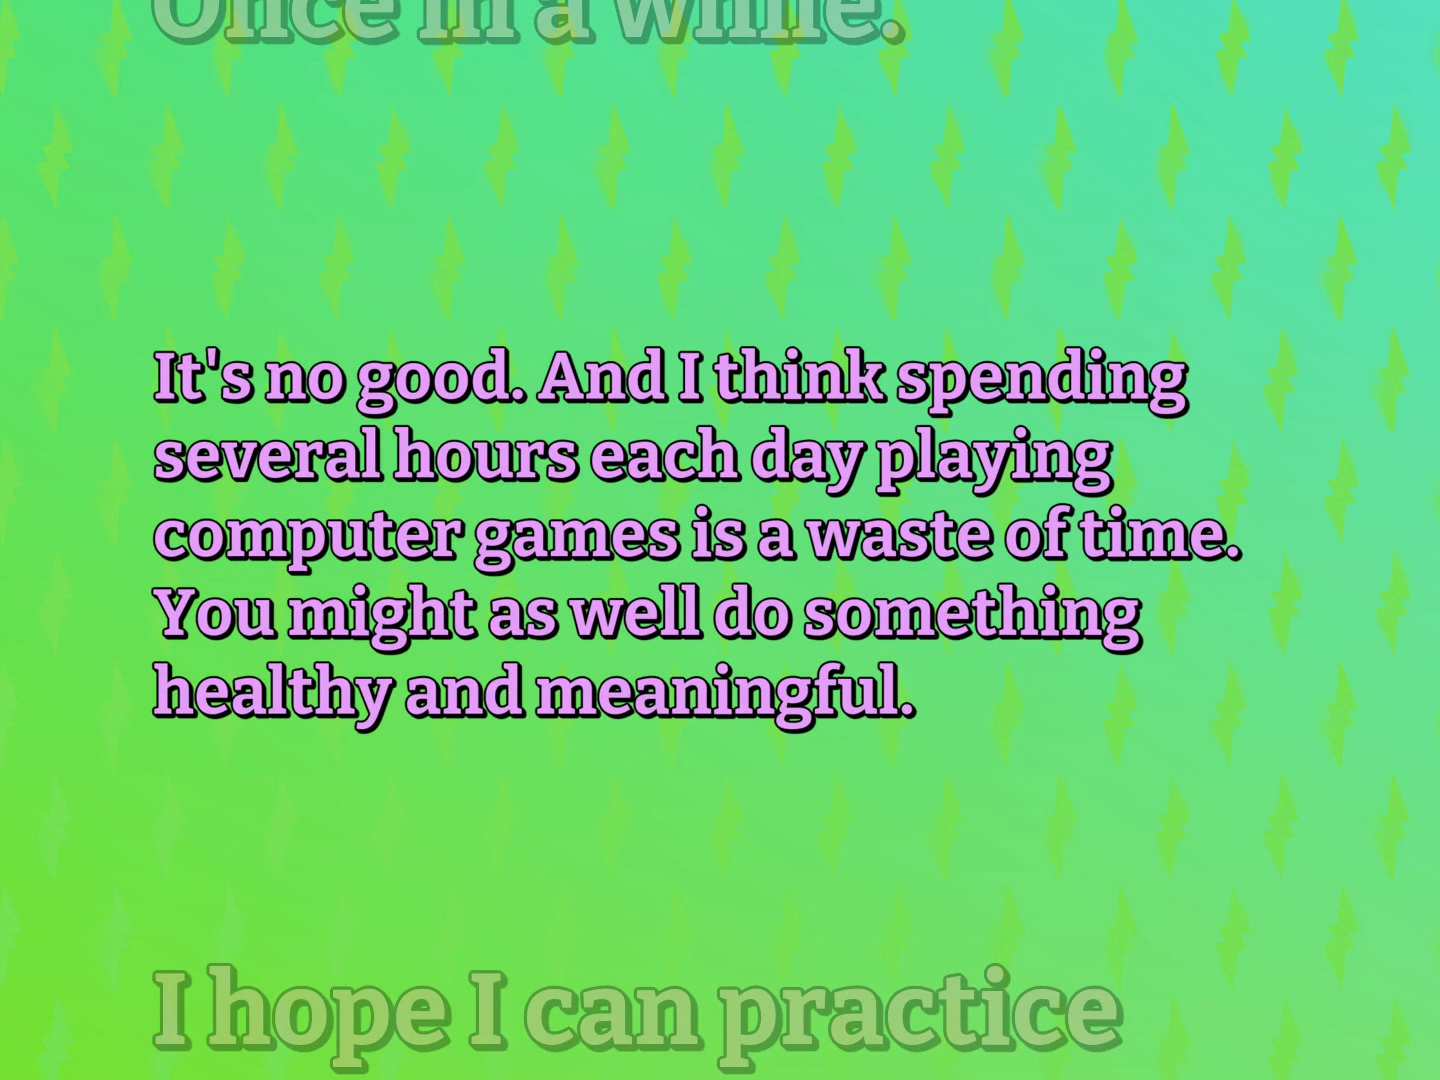 Once in a while.
It's no good. And I think spending
several hours each day playing
computer games is a waste of time.
You might as well do something
healthy and meaningful.
I hope I can practice